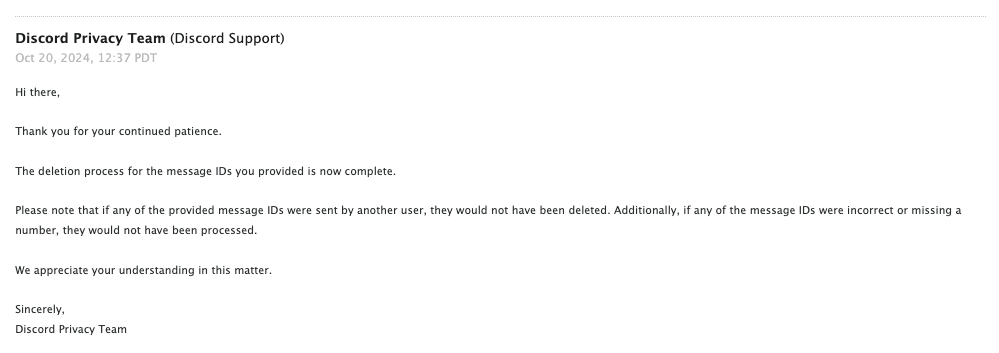 Discord Privacy Team (Discord Support)
Oct 20, 2024, 12:37 PDT
Hi there,
Thank you for your continued patience.
The deletion process for the message IDs you provided is now complete.
Please note that if any of the provided message IDs were sent by another user, they would not have been deleted. Additionally, if any of the message IDs were incorrect or missing a
number, they would not have been processed.
We appreciate your understanding in this matter.
Sincerely,
Discord Privacy Team